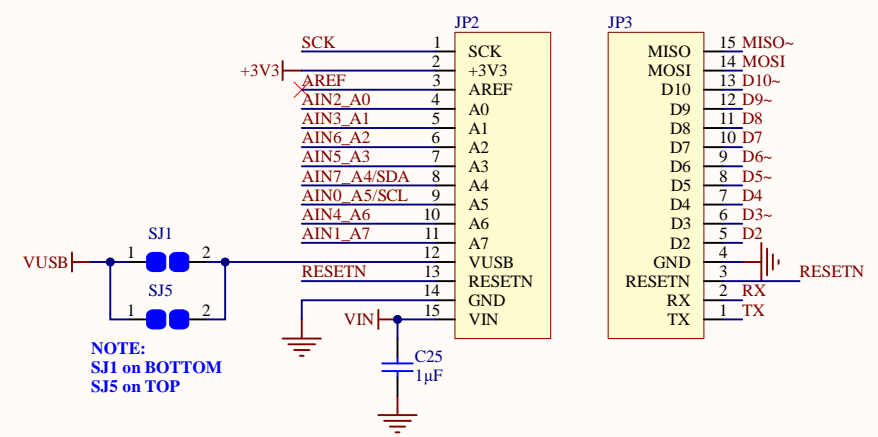 JP2
SCK 1 SCK
+3V3 2 +3V3
AREF 3 AREF
AIN2_A0 4 A0
AIN3_A1 5 A1
AIN6_A2 6 A2
AIN5_A3 7 A3
AIN7_A4/SDA 8 A4
AIN0_A5/SCL 9 A5
AIN4_A6 10 A6
AIN1_A7 11 A7
12 VUSB
RESETN 13 RESETN
14 GND
VIN 15 VIN
C25
1µF
SJ1
VUSB 1 2
SJ5
1 2
NOTE:
SJ1 on BOTTOM
SJ5 on TOP
JP3
MISO 15 MISO~
MOSI 14 MOSI
D10 13 D10~
D9 12 D9~
D8 11 D8
D7 10 D7
D6 9 D6~
D5 8 D5~
D4 7 D4
D3 6 D3~
D2 5 D2
GND 4
RESETN 3 RESETN
RX 2 RX
TX 1 TX